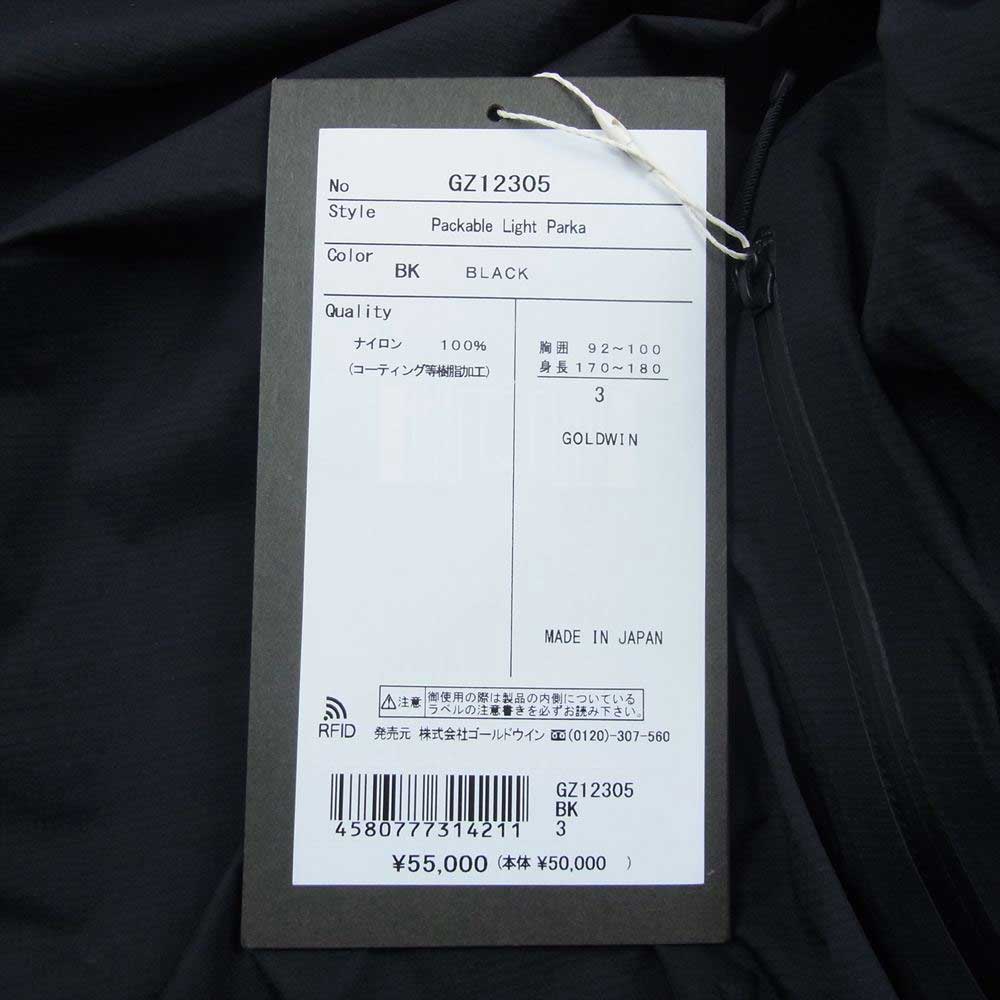 No GZ12305
Style
Packable Light Parka
Color
BK BLACK
Quality
ナイロン 100%
(コーティング等樹脂加工)
胸囲 92～100
身長 170～180
3
GOLDWIN
MADE IN JAPAN
注意 御使用の際は製品の内側についている
ラベルの注意書きを必ずお読み下さい。
RFID 発売元 株式会社ゴールドウイン (0120)-307-560
4580777314211
GZ12305
BK
3
¥55,000 (本体 ¥50,000 )